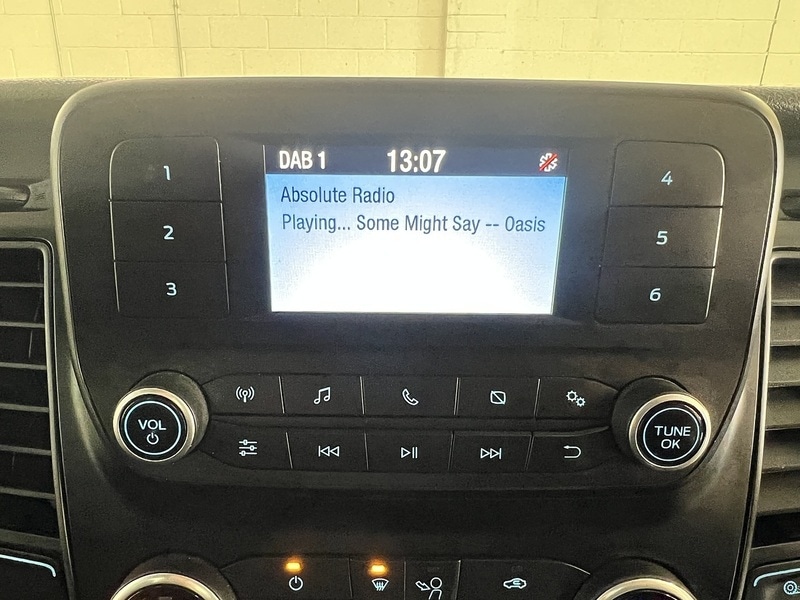 DAB 1 13:07
Absolute Radio
Playing... Some Might Say -- Oasis
1
2
3
4
5
6
VOL
TUNE
OK